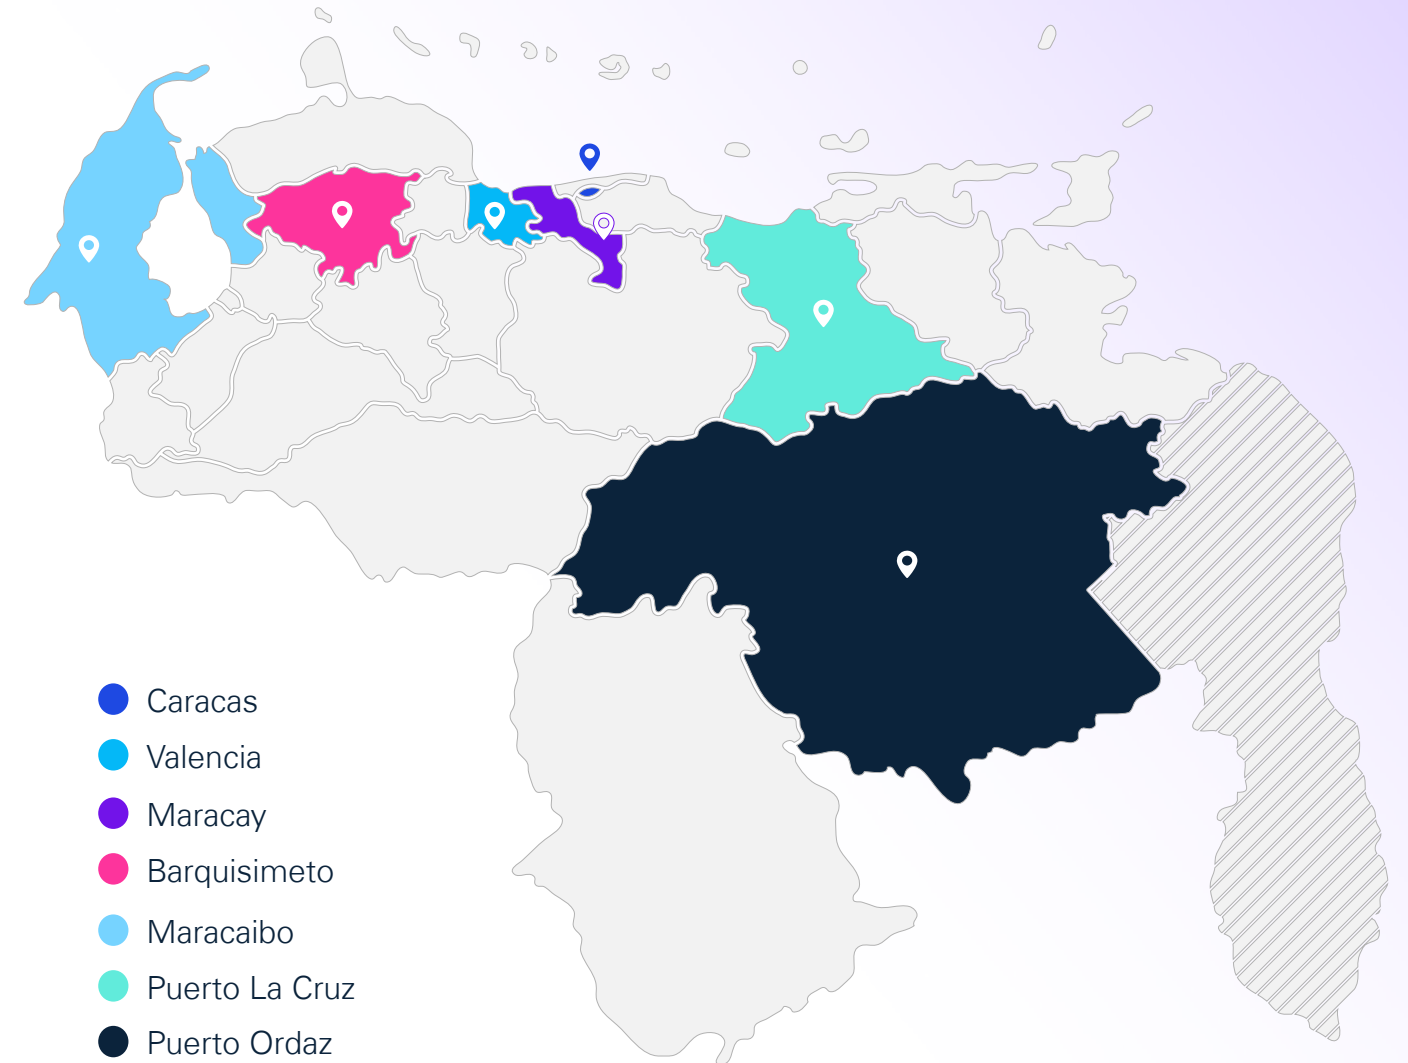 Caracas
Valencia
Maracay
Barquisimeto
Maracaibo
Puerto La Cruz
Puerto Ordaz